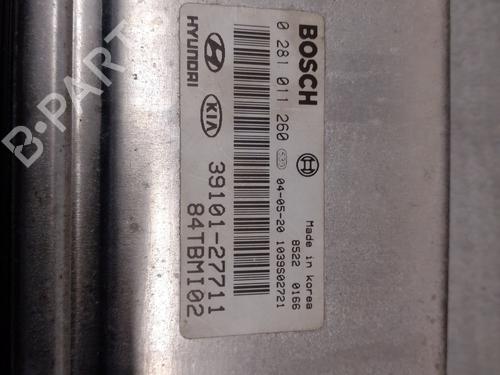 BOSCH
0 281 011 260
04-05-20 1039S02721
Made in korea
8522 0166
HYUNDAI
KIA
39101-27711
84TBMI02
B-PART